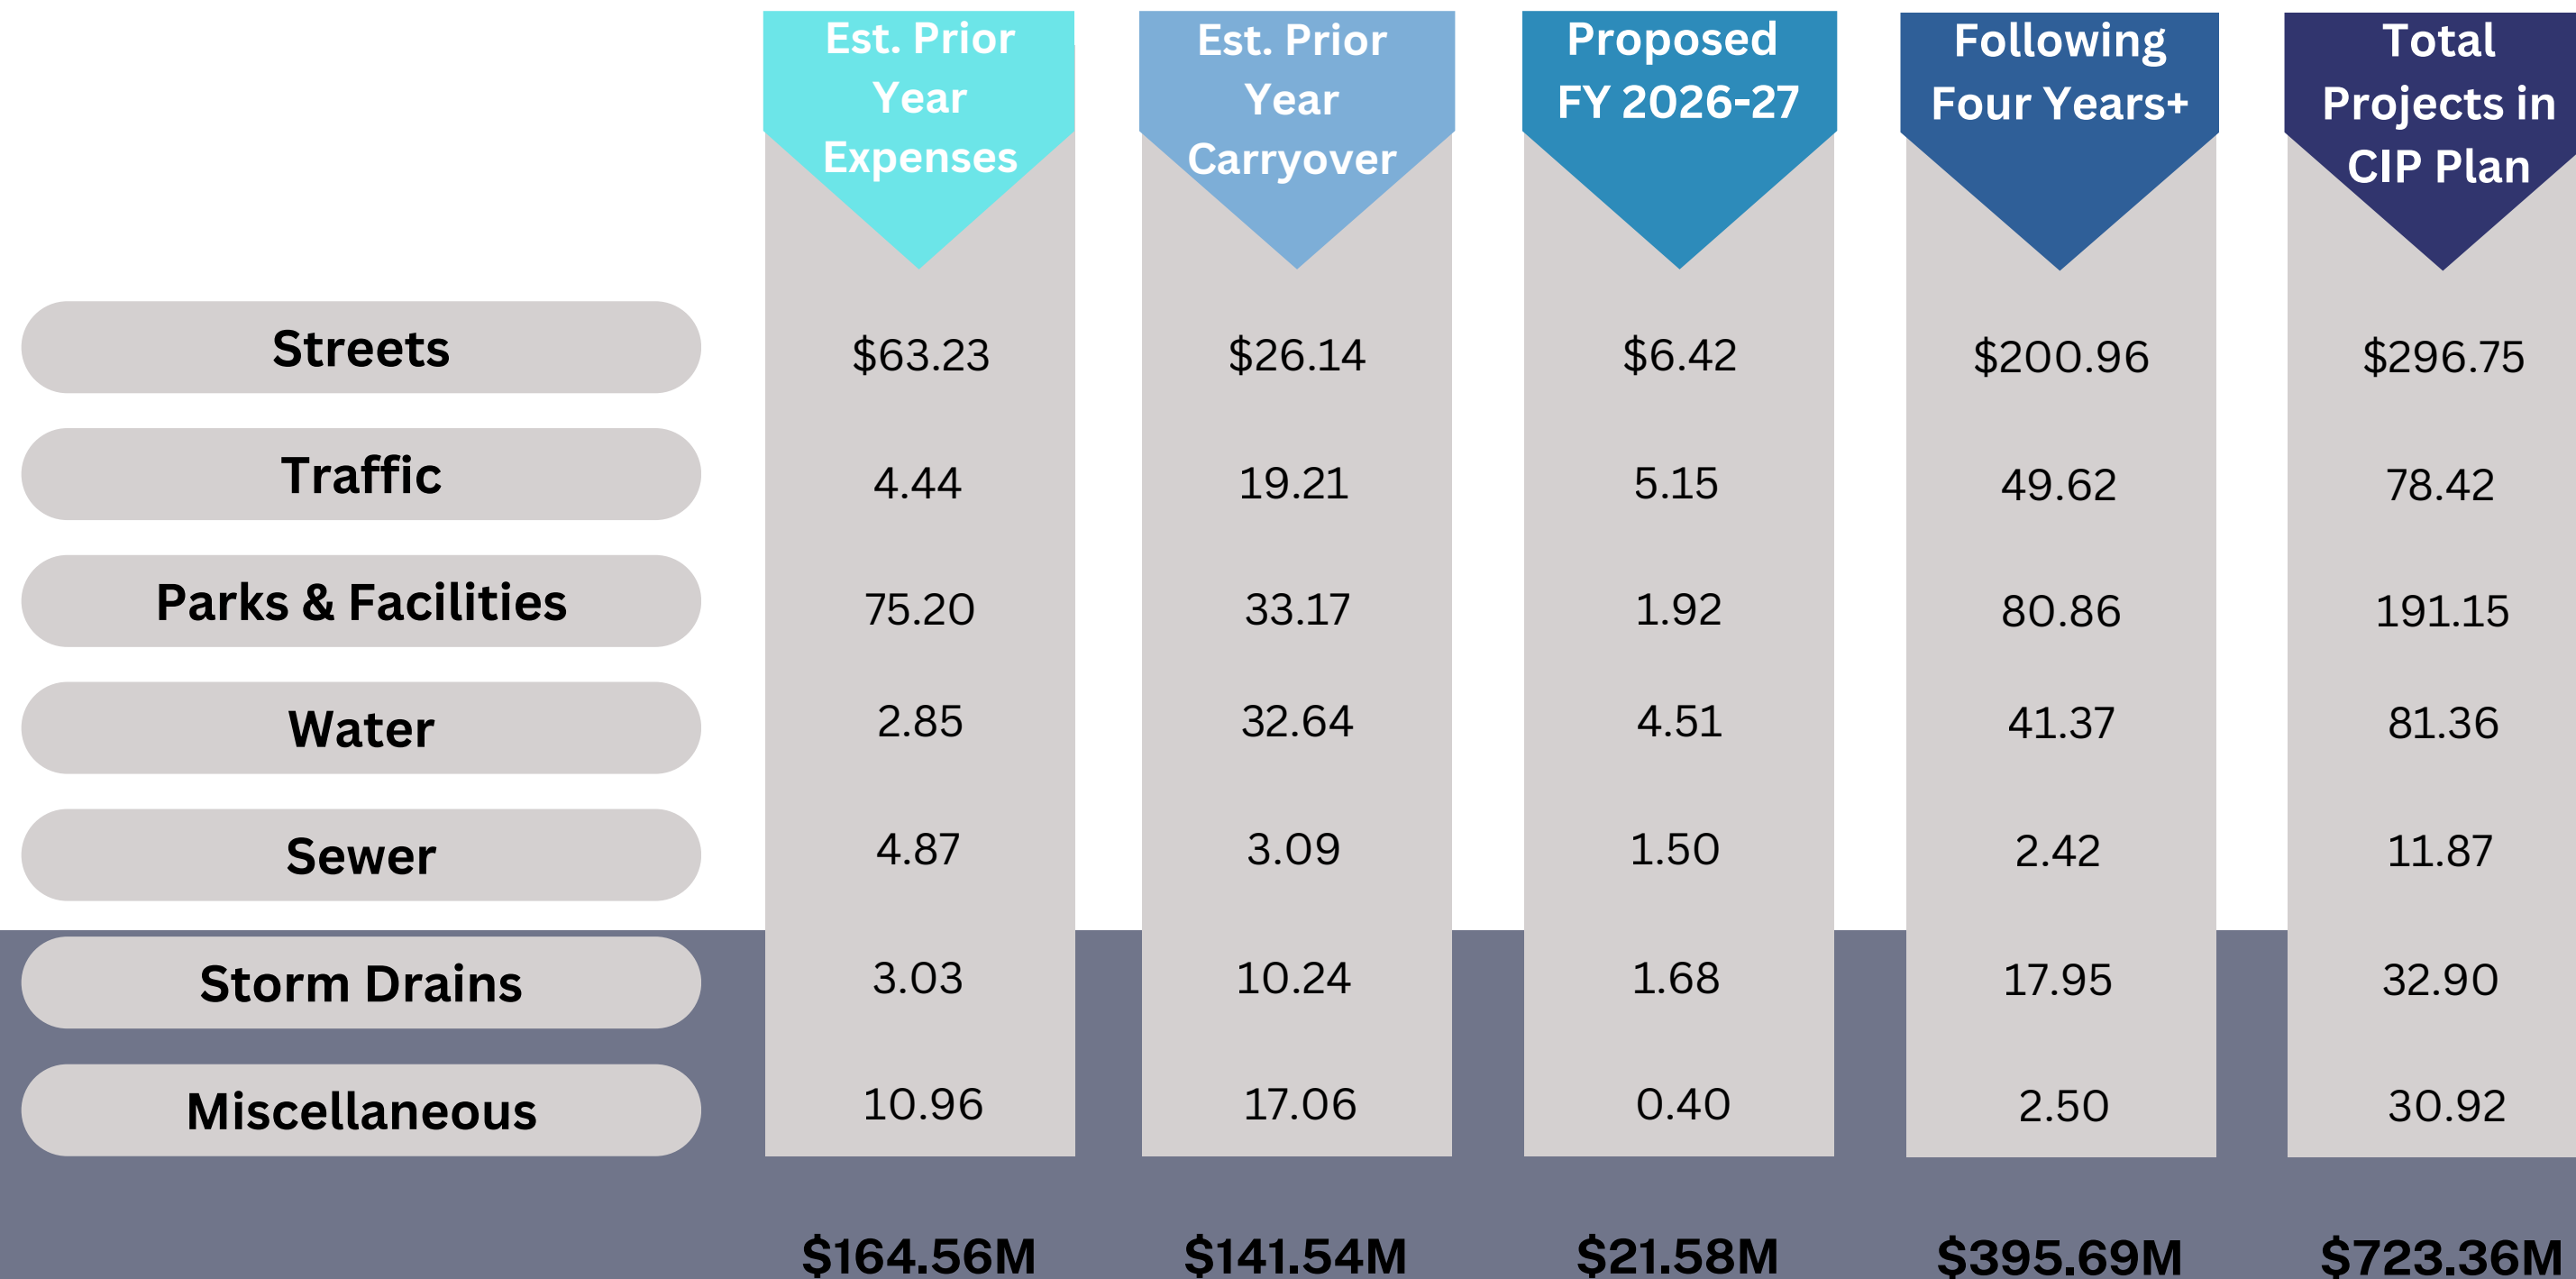 Est. Prior
Year
Expenses
Est. Prior
Year
Carryover
Proposed
FY 2026-27
Following
Four Years+
Total
Projects in
CIP Plan
Streets $63.23 $26.14 $6.42 $200.96 $296.75
Traffic 4.44 19.21 5.15 49.62 78.42
Parks & Facilities 75.20 33.17 1.92 80.86 191.15
Water 2.85 32.64 4.51 41.37 81.36
Sewer 4.87 3.09 1.50 2.42 11.87
Storm Drains 3.03 10.24 1.68 17.95 32.90
Miscellaneous 10.96 17.06 0.40 2.50 30.92
$164.56M $141.54M $21.58M $395.69M $723.36M